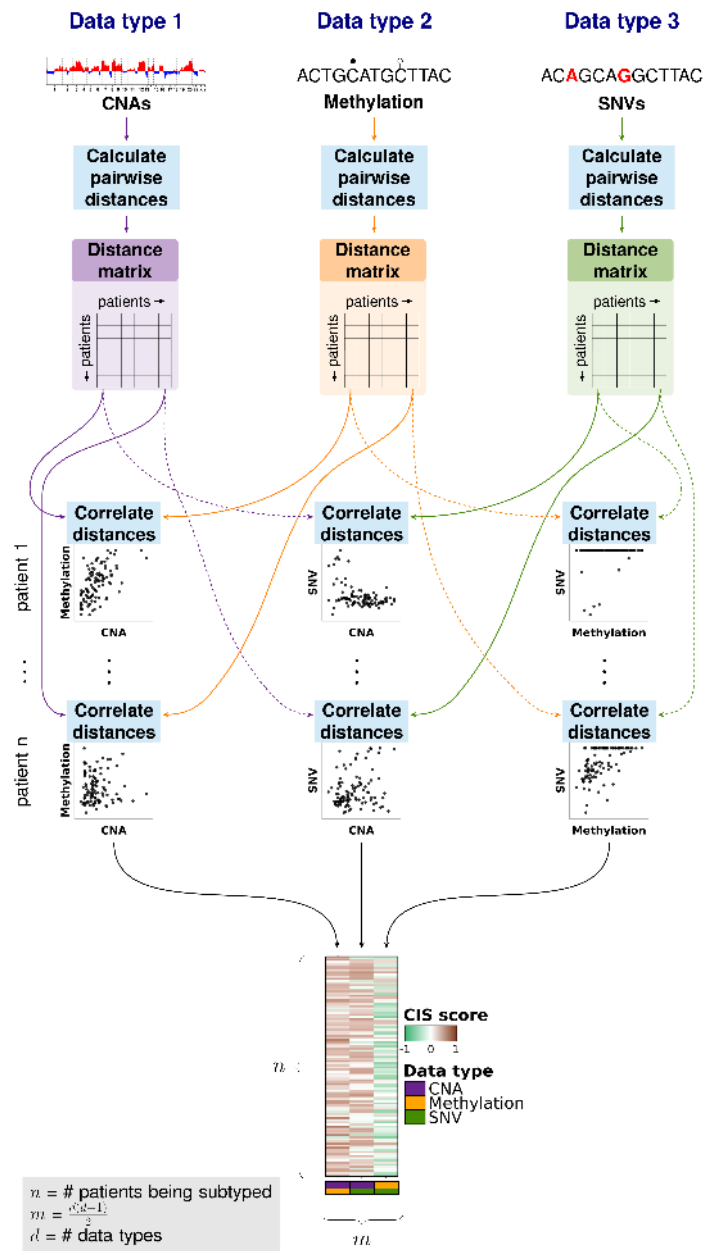 Data type 1
Data type 2
Data type 3
ACTGCATGCTTAC
ACAGCAGGCTTAC
CNAs
Methylation
SNVs
Calculate
pairwise
distances
Calculate
pairwise
distances
Calculate
pairwise
distances
Distance
matrix
Distance
matrix
Distance
matrix
patients
patients
patients
patients
patients
patients
patient 1
Correlate
distances
Methylation
CNA
Correlate
distances
SNV
CNA
Correlate
distances
SNV
Methylation
patient n
Correlate
distances
Methylation
CNA
Correlate
distances
SNV
CNA
Correlate
distances
SNV
Methylation
CIS score
-1 0 1
n
Data type
CNA
Methylation
SNV
m
n = # patients being subtyped
m = d(d−1)/2
d = # data types